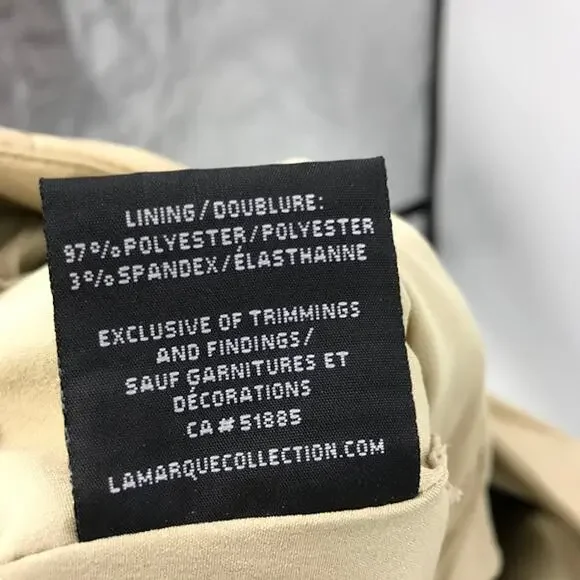 LINING/DOUBLURE:
97%POLYESTER/POLYESTER
3%SPANDEX/ÉLASTHANNE
EXCLUSIVE OF TRIMMINGS
AND FINDINGS/
SAUF GARNITURES ET
DÉCORATIONS
CA#51885
LAMARQUECOLLECTION.COM